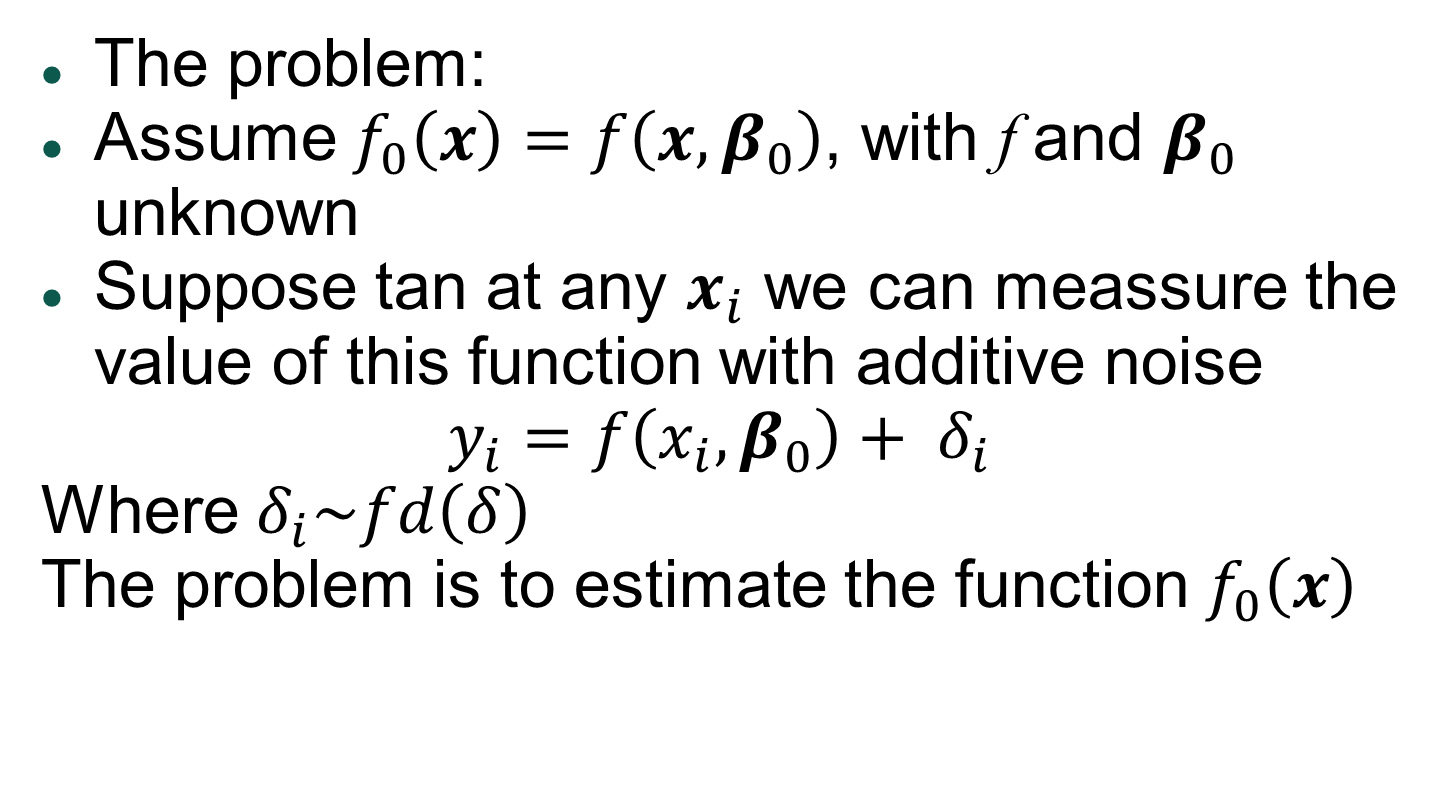 • The problem:
• Assume 𝑓₀(𝒙) = 𝑓(𝒙, 𝜷₀), with 𝑓 and 𝜷₀
unknown
• Suppose tan at any 𝒙ᵢ we can meassure the
value of this function with additive noise
𝑦ᵢ = 𝑓(𝑥ᵢ, 𝜷₀) + 𝛿ᵢ
Where 𝛿ᵢ~𝑓𝑑(𝛿)
The problem is to estimate the function 𝑓₀(𝒙)